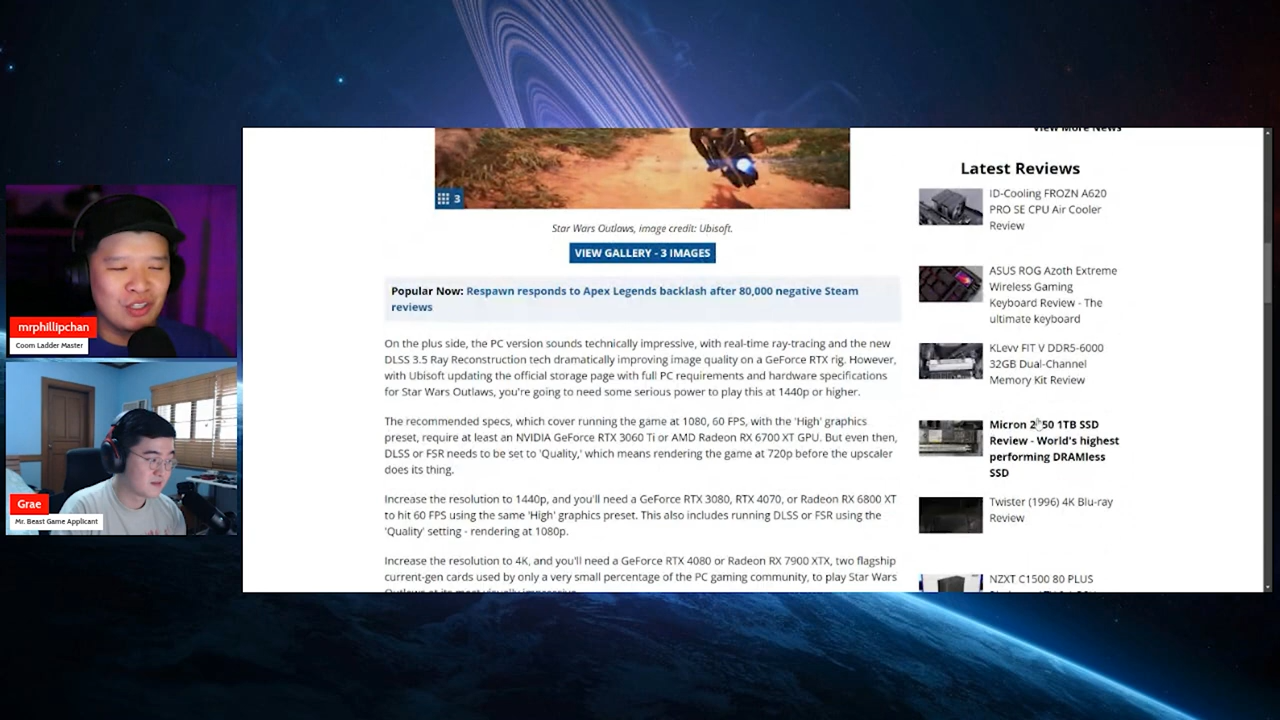 mrphillipchan
Coom Ladder Master
Grae
Mr. Beast Game Applicant
3
Star Wars Outlaws, image credit: Ubisoft.
VIEW GALLERY - 3 IMAGES
Popular Now: Respawn responds to Apex Legends backlash after 80,000 negative Steam
reviews
On the plus side, the PC version sounds technically impressive, with real-time ray-tracing and the new
DLSS 3.5 Ray Reconstruction tech dramatically improving image quality on a GeForce RTX rig. However,
with Ubisoft updating the official storage page with full PC requirements and hardware specifications
for Star Wars Outlaws, you're going to need some serious power to play this at 1440p or higher.
The recommended specs, which cover running the game at 1080, 60 FPS, with the 'High' graphics
preset, require at least an NVIDIA GeForce RTX 3060 Ti or AMD Radeon RX 6700 XT GPU. But even then,
DLSS or FSR needs to be set to 'Quality,' which means rendering the game at 720p before the upscaler
does its thing.
Increase the resolution to 1440p, and you'll need a GeForce RTX 3080, RTX 4070, or Radeon RX 6800 XT
to hit 60 FPS using the same 'High' graphics preset. This also includes running DLSS or FSR using the
'Quality' setting - rendering at 1080p.
Increase the resolution to 4K, and you'll need a GeForce RTX 4080 or Radeon RX 7900 XTX, two flagship
current-gen cards used by only a very small percentage of the PC gaming community, to play Star Wars
View More News
Latest Reviews
ID-Cooling FROZN A620
PRO SE CPU Air Cooler
Review
ASUS ROG Azoth Extreme
Wireless Gaming
Keyboard Review - The
ultimate keyboard
KLevv FIT V DDR5-6000
32GB Dual-Channel
Memory Kit Review
Micron 1TB SSD
Review - World's highest
performing DRAMless
SSD
Twister (1996) 4K Blu-ray
Review
NZXT C1500 80 PLUS